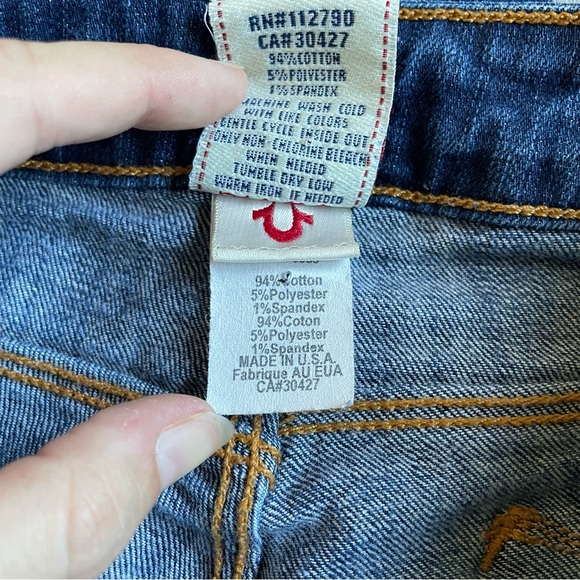 RN#112790
CA#30427
94%COTTON
5%POLYESTER
1%SPANDEX
MACHINE WASH COLD
WITH LIKE COLORS
GENTLE CYCLE INSIDE OUT
ONLY NON-CHLORINE BLEACH
WHEN NEEDED
TUMBLE DRY LOW
WARM IRON IF NEEDED
94%Cotton
5%Polyester
1%Spandex
94%Coton
5%Polyester
1%Spandex
MADE IN U.S.A.
Fabrique AU EUA
CA#30427